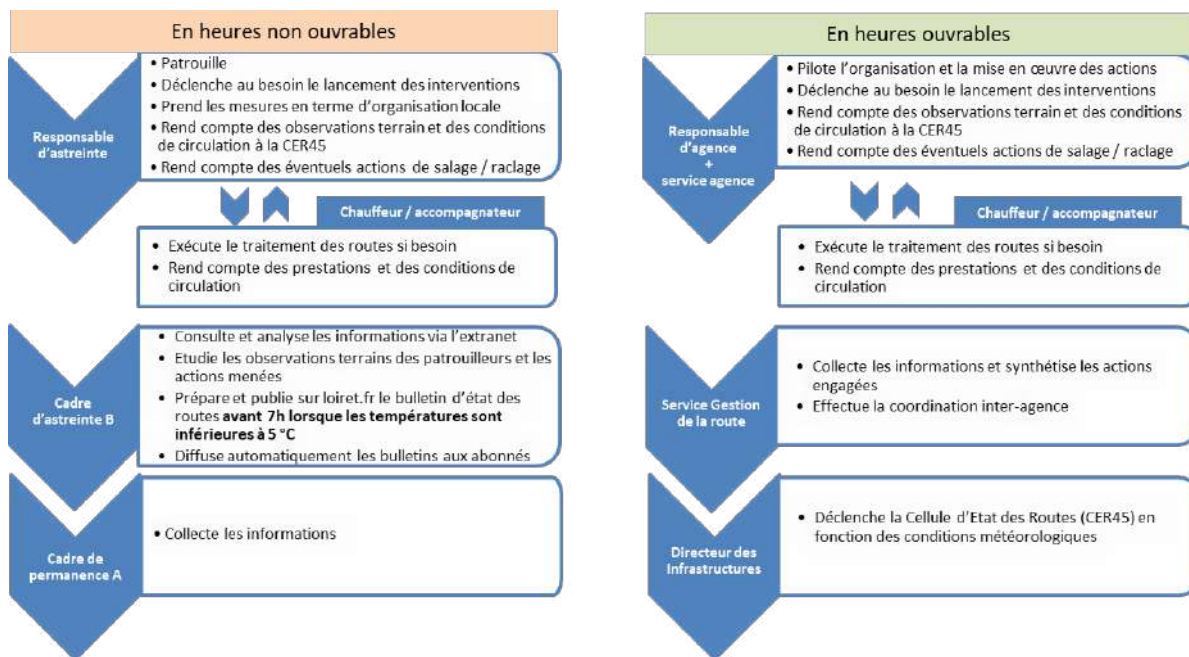 En heures non ouvrables
Responsable
d'astreinte
• Patrouille
• Déclenche au besoin le lancement des interventions
• Prend les mesures en terme d'organisation locale
• Rend compte des observations terrain et des conditions
de circulation à la CER45
• Rend compte des éventuels actions de salage / raclage
Chauffeur / accompagnateur
• Exécute le traitement des routes si besoin
• Rend compte des prestations et des conditions de
circulation
Cadre
d'astreinte B
• Consulte et analyse les informations via l'extranet
• Etudie les observations terrains des patrouilleurs et les
actions menées
• Prépare et publie sur loiret.fr le bulletin d'état des
routes avant 7h lorsque les températures sont
inférieures à 5 °C
• Diffuse automatiquement les bulletins aux abonnés
Cadre de
permanence A
• Collecte les informations
En heures ouvrables
Responsable
d'agence
+
service agence
• Pilote l'organisation et la mise en œuvre des actions
• Déclenche au besoin le lancement des interventions
• Rend compte des observations terrain et des conditions
de circulation à la CER45
• Rend compte des éventuels actions de salage / raclage
Chauffeur / accompagnateur
• Exécute le traitement des routes si besoin
• Rend compte des prestations et des conditions de
circulation
Service Gestion
de la route
• Collecte les informations et synthétise les actions
engagées
• Effectue la coordination inter-agence
Directeur des
Infrastructures
• Déclenche la Cellule d'Etat des Routes (CER45) en
fonction des conditions météorologiques